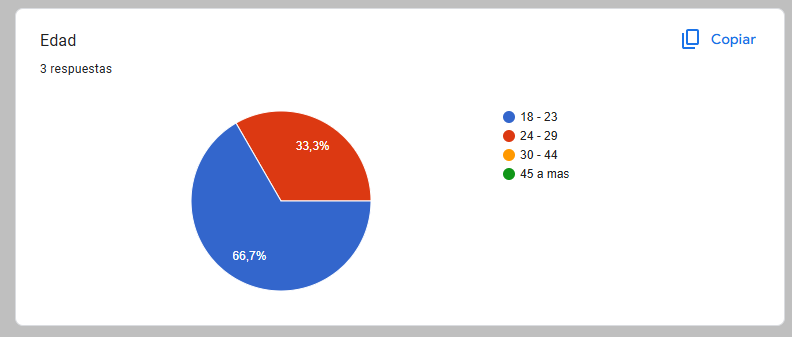 Edad
Copiar
3 respuestas
33,3%
66,7%
18 - 23
24 - 29
30 - 44
45 a mas